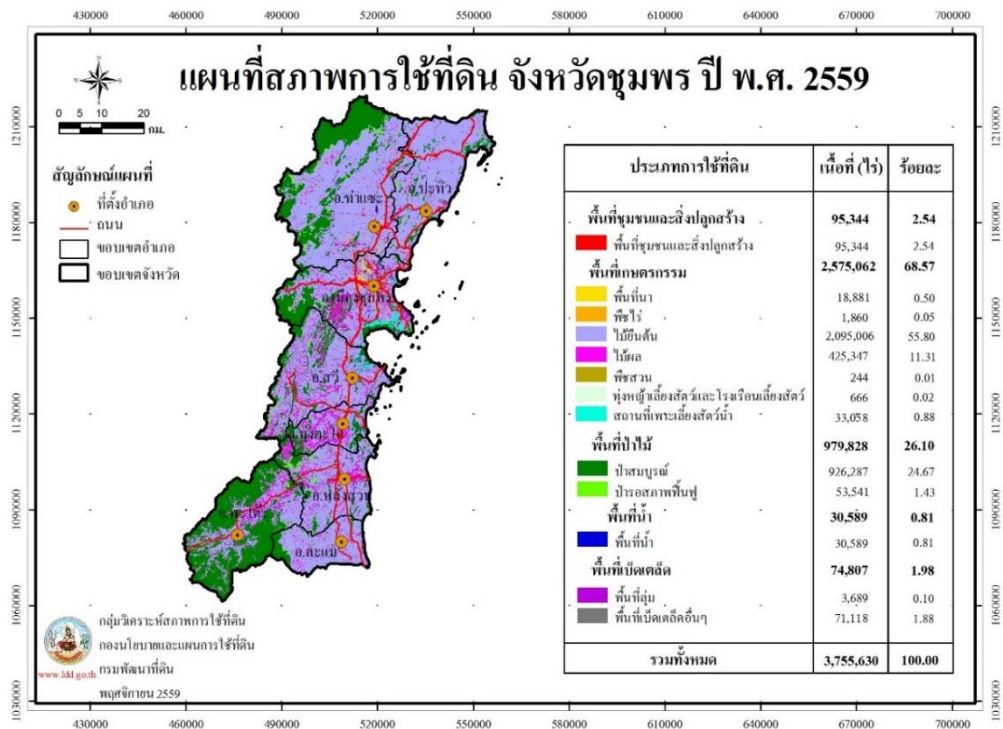 430000 460000 490000 520000 550000 580000 610000 640000 670000 700000
แผนที่สภาพการใช้ที่ดิน จังหวัดชุมพร ปี พ.ศ. 2559
0 5 10 20
กม.
สัญลักษณ์แผนที่
ที่ตั้งอำเภอ
ถนน
ขอบเขตอำเภอ
ขอบเขตจังหวัด
1210000
1180000
1150000
1120000
1090000
1060000
1030000
อ.ท่าแซะ
อ.ปะทิว
อ.สวี
อ.ละแม
ประเภทการใช้ที่ดิน เนื้อที่ (ไร่) ร้อยละ
พื้นที่ชุมชนและสิ่งปลูกสร้าง 95,344 2.54
พื้นที่ชุมชนและสิ่งปลูกสร้าง 95,344 2.54
พื้นที่เกษตรกรรม 2,575,062 68.57
พื้นที่นา 18,881 0.50
พืชไร่ 1,860 0.05
ไม้ยืนต้น 2,095,006 55.80
ไม้ผล 425,347 11.31
พืชสวน 244 0.01
ทุ่งหญ้าเลี้ยงสัตว์และโรงเรือนเลี้ยงสัตว์ 666 0.02
สถานที่เพาะเลี้ยงสัตว์น้ำ 33,058 0.88
พื้นที่ป่าไม้ 979,828 26.10
ป่าสมบูรณ์ 926,287 24.67
ป่ารอสภาพฟื้นฟู 53,541 1.43
พื้นที่น้ำ 30,589 0.81
พื้นที่น้ำ 30,589 0.81
พื้นที่เบ็ดเตล็ด 74,807 1.98
พื้นที่ลุ่ม 3,689 0.10
พื้นที่เบ็ดเตล็ดอื่นๆ 71,118 1.88
รวมทั้งหมด 3,755,630 100.00
กลุ่มวิเคราะห์สภาพการใช้ที่ดิน
กองนโยบายและแผนการใช้ที่ดิน
กรมพัฒนาที่ดิน
พฤศจิกายน 2559
www.ldd.go.th
1210000
1180000
1150000
1120000
1090000
1060000
1030000
430000 460000 490000 520000 550000 580000 610000 640000 670000 700000